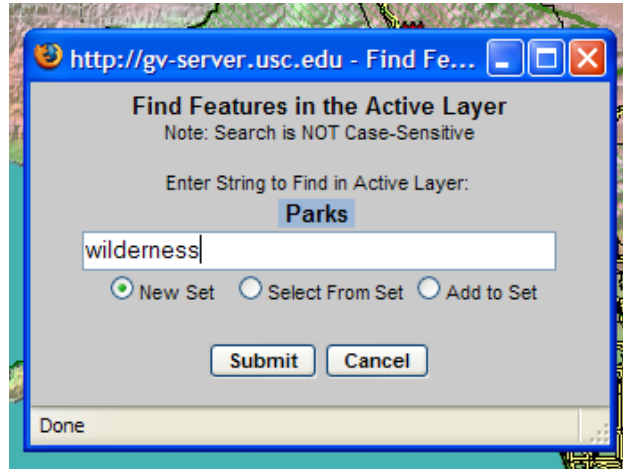 http://gv-server.usc.edu - Find Fe...
Find Features in the Active Layer
Note: Search is NOT Case-Sensitive
Enter String to Find in Active Layer:
Parks
wilderness
New Set Select From Set Add to Set
Submit Cancel
Done